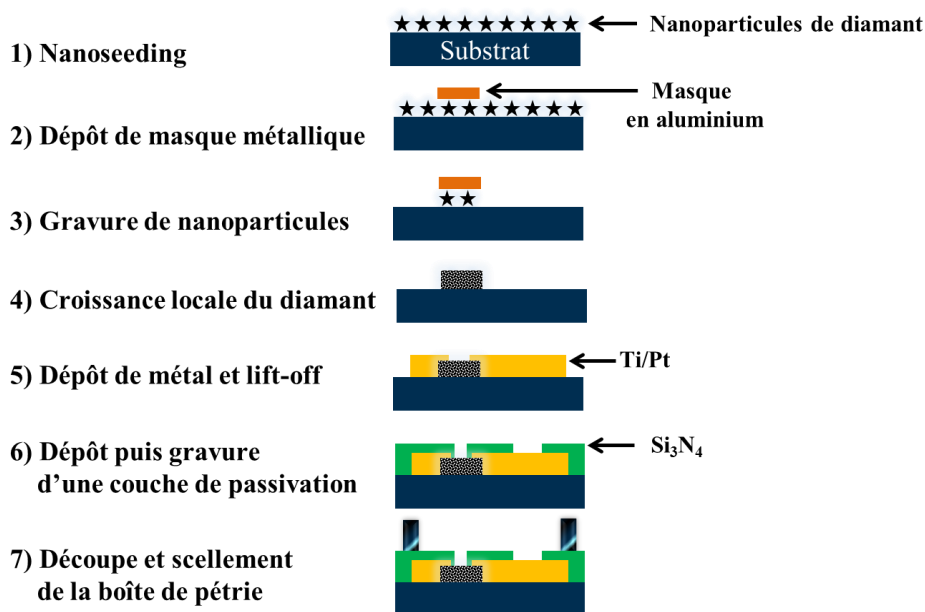 Nanoparticules de diamant
1) Nanoseeding
Substrat
Masque
en aluminium
2) Dépôt de masque métallique
3) Gravure de nanoparticules
4) Croissance locale du diamant
Ti/Pt
5) Dépôt de métal et lift-off
6) Dépôt puis gravure
d’une couche de passivation
Si₃N₄
7) Découpe et scellement
de la boîte de pétrie